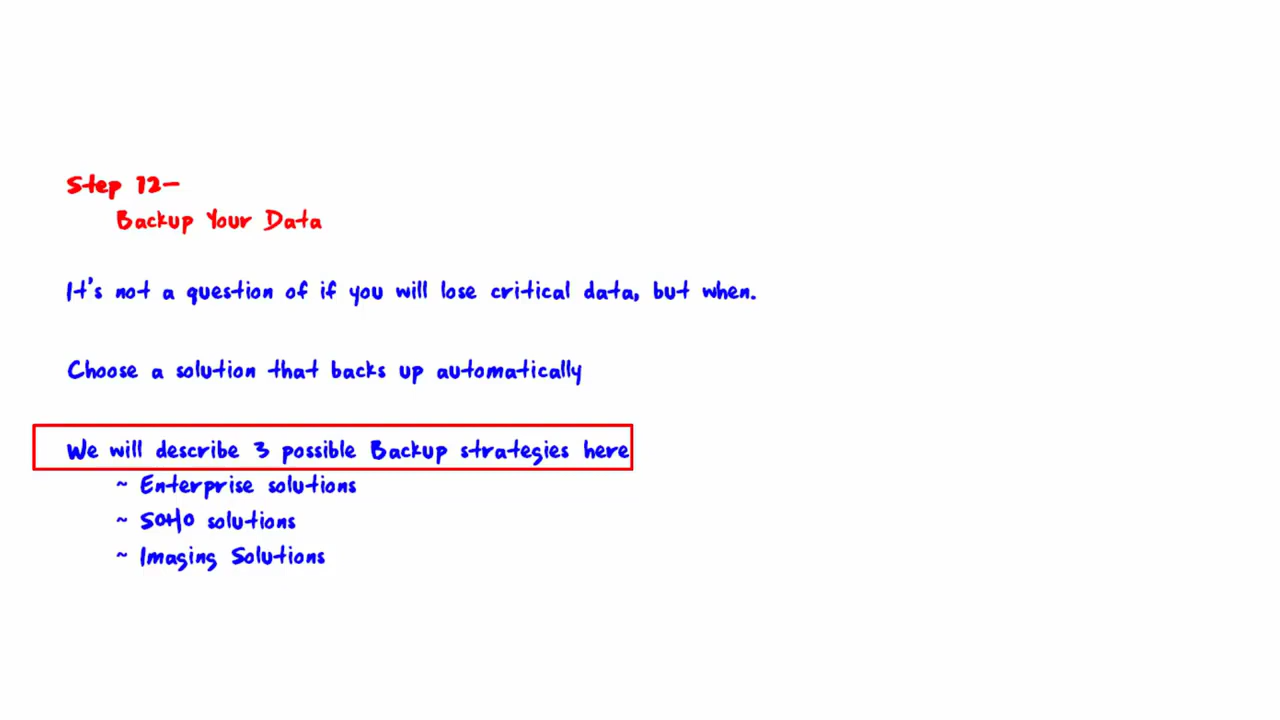 Step 12-
Backup Your Data
It's not a question of if you will lose critical data, but when.
Choose a solution that backs up automatically
We will describe 3 possible Backup strategies here
~ Enterprise solutions
~ SOHO solutions
~ Imaging Solutions